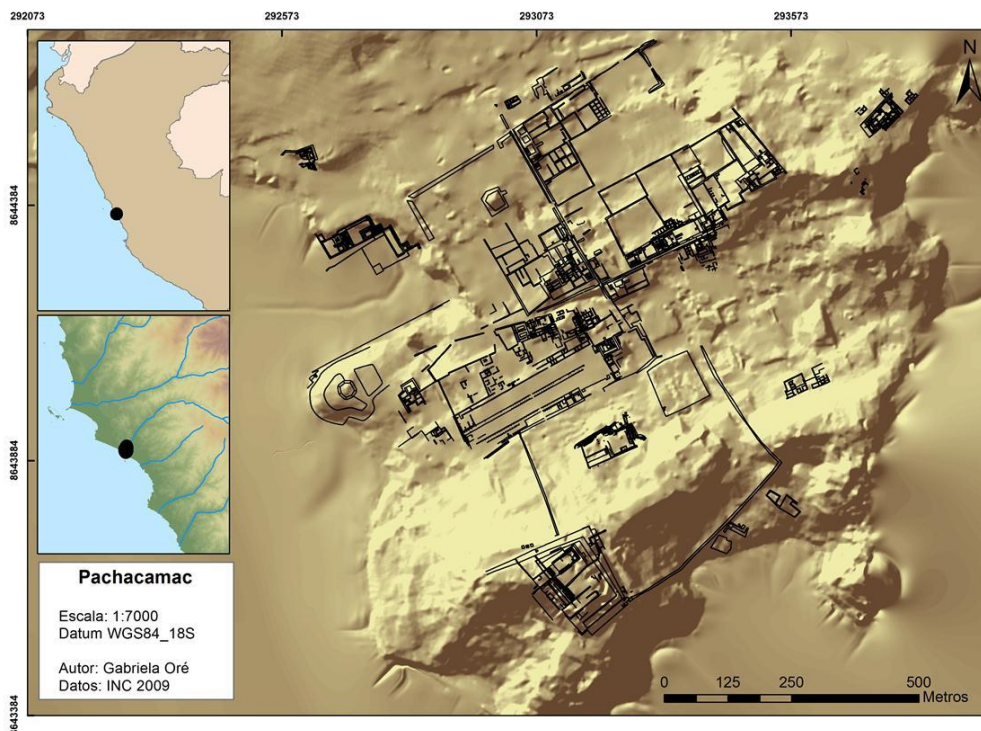 292073 292573 293073 293573
N
8644384
8643884
8643384
Pachacamac
Escala: 1:7000
Datum WGS84_18S
Autor: Gabriela Oré
Datos: INC 2009
0 125 250 500
Metros